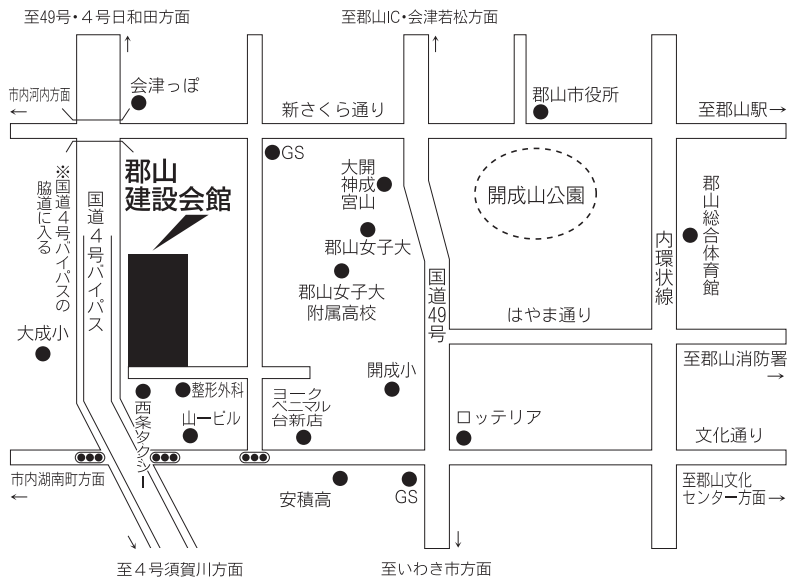 至49号・４号日和田方面
至郡山IC・会津若松方面
市内河内方面
←
会津っぽ
新さくら通り
郡山市役所
至郡山駅→
GS
郡山
建設会館
大開
神成
宮山
開成山公園
郡山総合体育館
※国道４号バイパスの
脇道に入る
国道４号バイパス
郡山女子大
郡山女子大
附属高校
国道49号
内環状線
はやま通り
大成小
至郡山消防署
→
整形外科
開成小
ヨーク
ベニマル
台新店
西条タクシー
山一ビル
ロッテリア
文化通り
市内湖南町方面
←
安積高
GS
至郡山文化
センター方面→
至４号須賀川方面
至いわき市方面